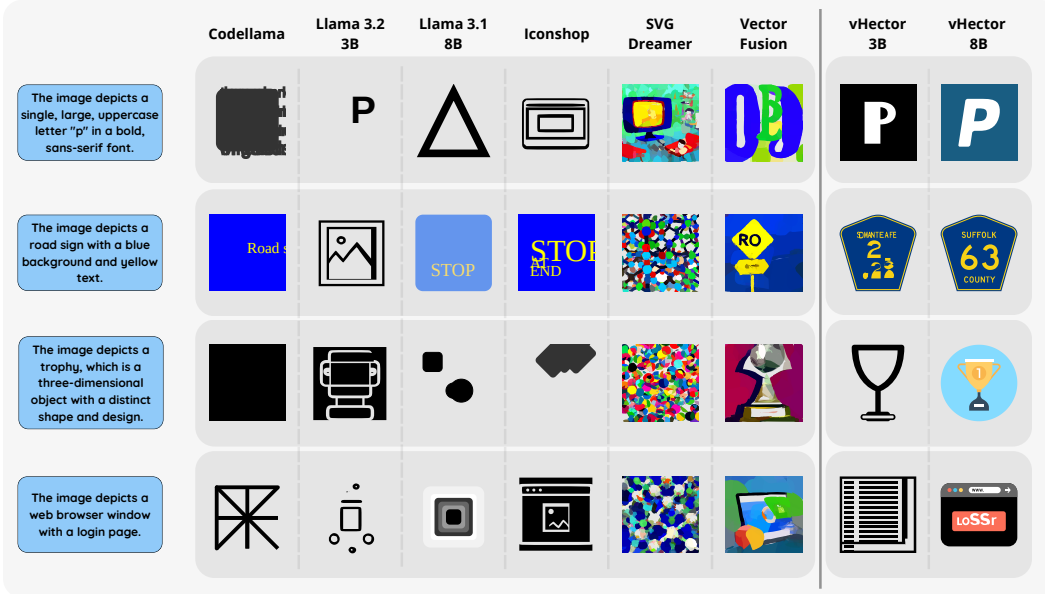 Codellama
Llama 3.2
3B
Llama 3.1
8B
Iconshop
SVG
Dreamer
Vector
Fusion
vHector
3B
vHector
8B
The image depicts a
single, large, uppercase
letter "p" in a bold,
sans-serif font.
P
P
P
The image depicts a
road sign with a blue
background and yellow
text.
Road s
STOP
STOP
AT
END
RO
2
SUFFOLK
63
COUNTY
The image depicts a
trophy, which is a
three-dimensional
object with a distinct
shape and design.
1
The image depicts a
web browser window
with a login page.
www.
LoSSr